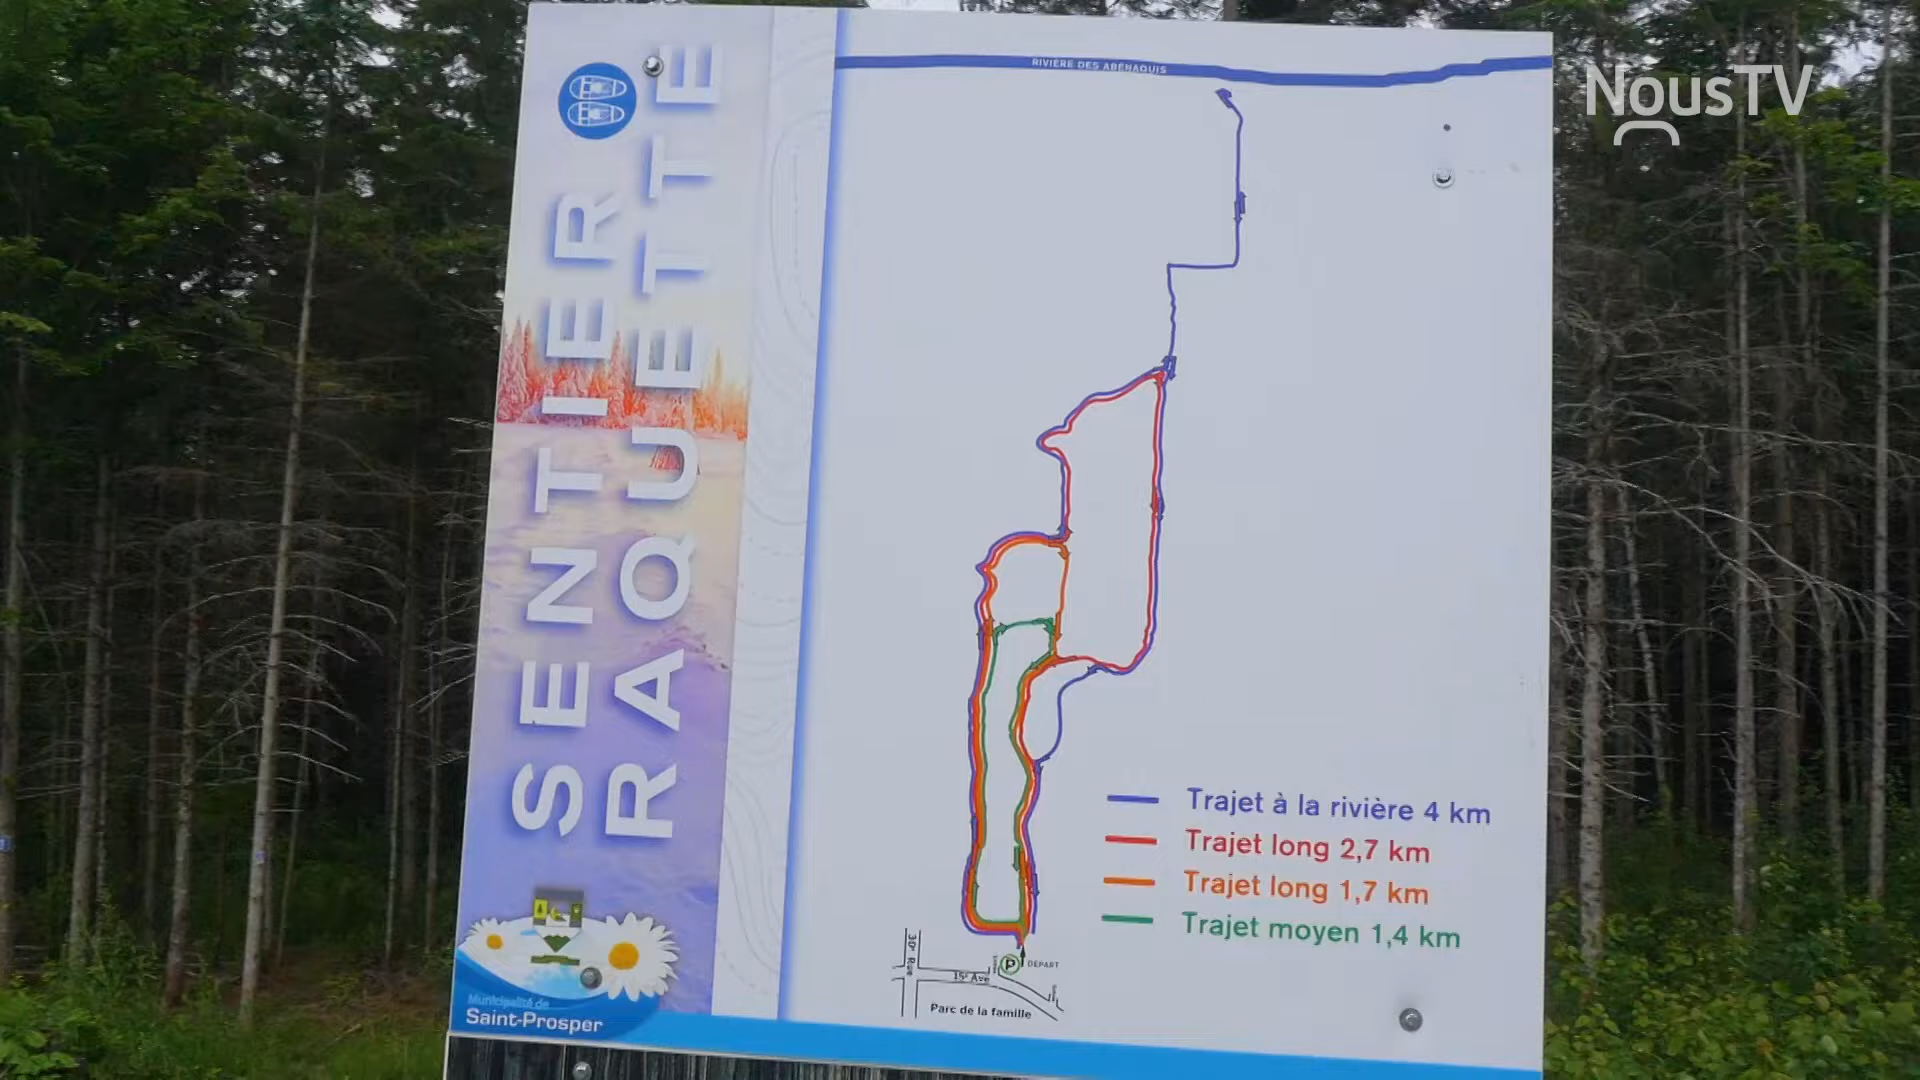 SENTIER
RAQUETTE
RIVIÈRE DES ABÉNAQUIS
NousTV
Trajet à la rivière 4 km
Trajet long 2,7 km
Trajet long 1,7 km
Trajet moyen 1,4 km
30e Rue
15e Ave
P
DÉPART
Parc de la famille
Municipalité de
Saint-Prosper